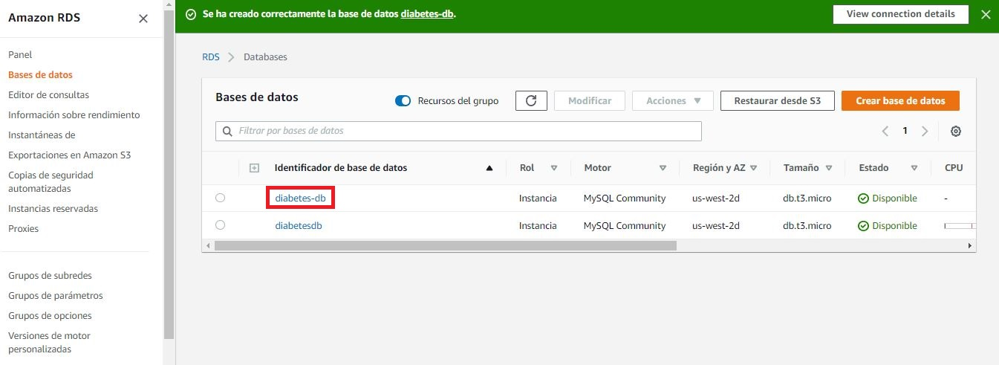 Amazon RDS
Panel
Bases de datos
Editor de consultas
Información sobre rendimiento
Instantáneas de
Exportaciones en Amazon S3
Copias de seguridad
automatizadas
Instancias reservadas
Proxies
Grupos de subredes
Grupos de parámetros
Grupos de opciones
Versiones de motor
personalizadas
Se ha creado correctamente la base de datos diabetes-db.
View connection details
RDS > Databases
Bases de datos
Recursos del grupo
Modificar
Acciones
Restaurar desde S3
Crear base de datos
Filtrar por bases de datos
1
Identificador de base de datos Rol Motor Región y AZ Tamaño Estado CPU
diabetes-db Instancia MySQL Community us-west-2d db.t3.micro Disponible -
diabetesdb Instancia MySQL Community us-west-2d db.t3.micro Disponible